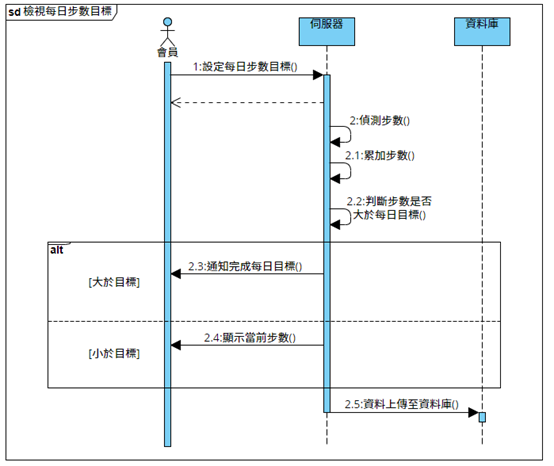 sd 檢視每日步數目標
會員
伺服器
資料庫
1:設定每日步數目標()
2:偵測步數()
2.1:累加步數()
2.2:判斷步數是否
大於每日目標()
alt
2.3:通知完成每日目標()
[大於目標]
2.4:顯示當前步數()
[小於目標]
2.5:資料上傳至資料庫()